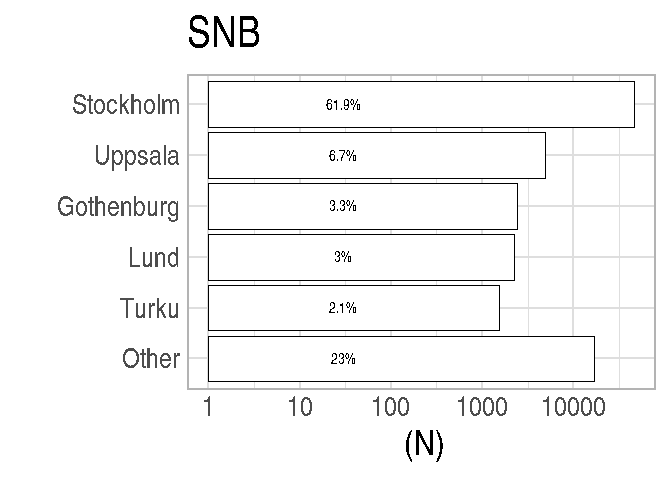 SNB
Stockholm 61.9%
Uppsala 6.7%
Gothenburg 3.3%
Lund 3%
Turku 2.1%
Other 23%
1 10 100 1000 10000
(N)